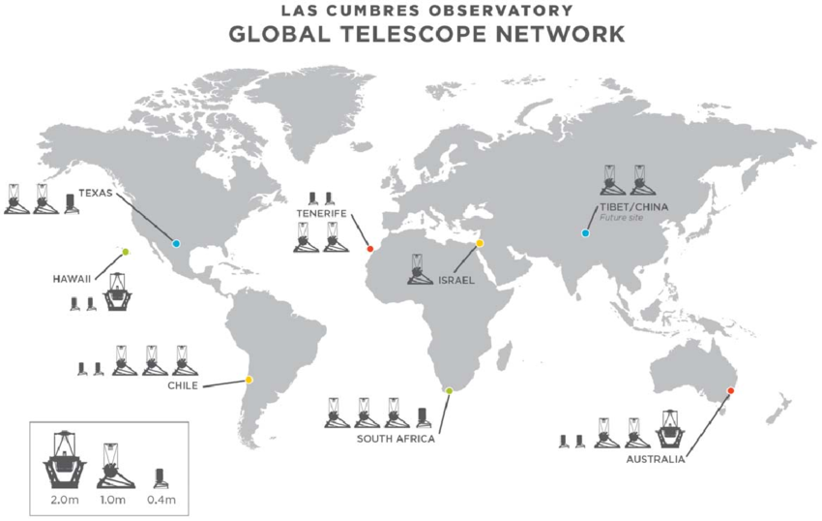 LAS CUMBRES OBSERVATORY
GLOBAL TELESCOPE NETWORK
TEXAS
TENERIFE
TIBET/CHINA
Future site
HAWAII
ISRAEL
CHILE
SOUTH AFRICA
AUSTRALIA
2.0m 1.0m 0.4m